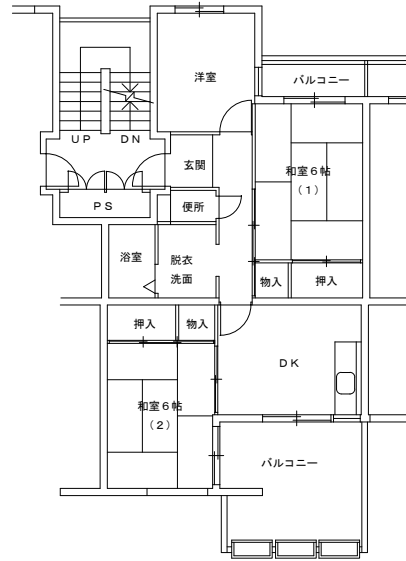 洋室
バルコニー
UP DN
玄関
和室6帖
(1)
PS
便所
浴室
脱衣
洗面
物入
押入
押入
物入
DK
和室6帖
(2)
バルコニー